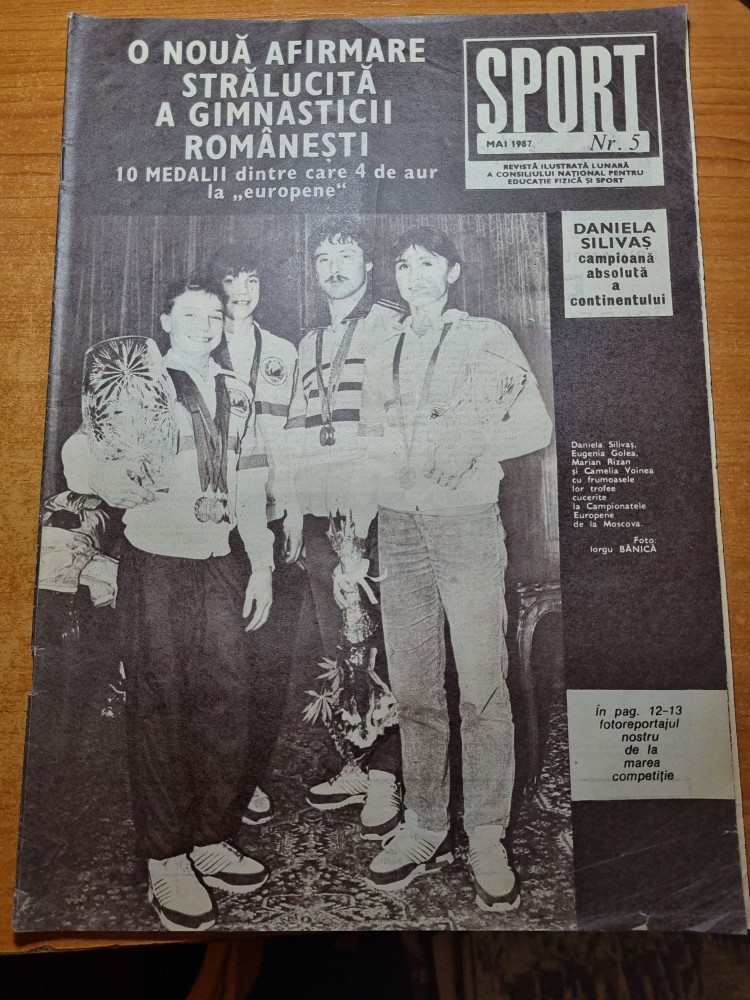 O NOUĂ AFIRMARE
STRĂLUCITĂ
A GIMNASTICII
ROMÂNEȘTI
10 MEDALII dintre care 4 de aur
la „europene“
SPORT
MAI 1987 Nr. 5
REVISTĂ ILUSTRATĂ LUNARĂ
A CONSILIULUI NAȚIONAL PENTRU
EDUCAȚIE FIZICĂ ȘI SPORT
DANIELA
SILIVAȘ
campioană
absolută
a
continentului
Daniela Silivaș,
Eugenia Golea,
Marian Rizan
și Camelia Voinea
cu frumoasele
lor trofee
cucerite
la Campionatele
Europene
de la Moscova.
Foto:
Iorgu BĂNICĂ
În pag. 12-13
fotoreportajul
nostru
de la
marea
competiție